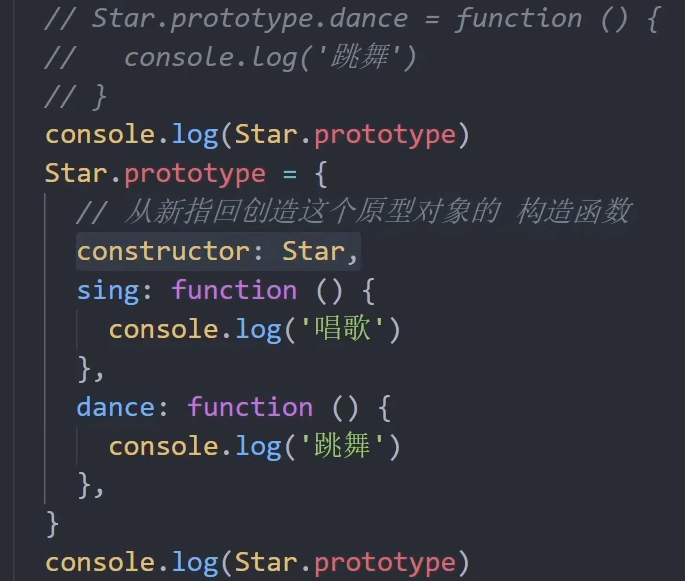 // Star.prototype.dance = function () {
//   console.log('跳舞')
// }
console.log(Star.prototype)
Star.prototype = {
  // 从新指回创造这个原型对象的 构造函数
  constructor: Star,
  sing: function () {
    console.log('唱歌')
  },
  dance: function () {
    console.log('跳舞')
  },
}
console.log(Star.prototype)